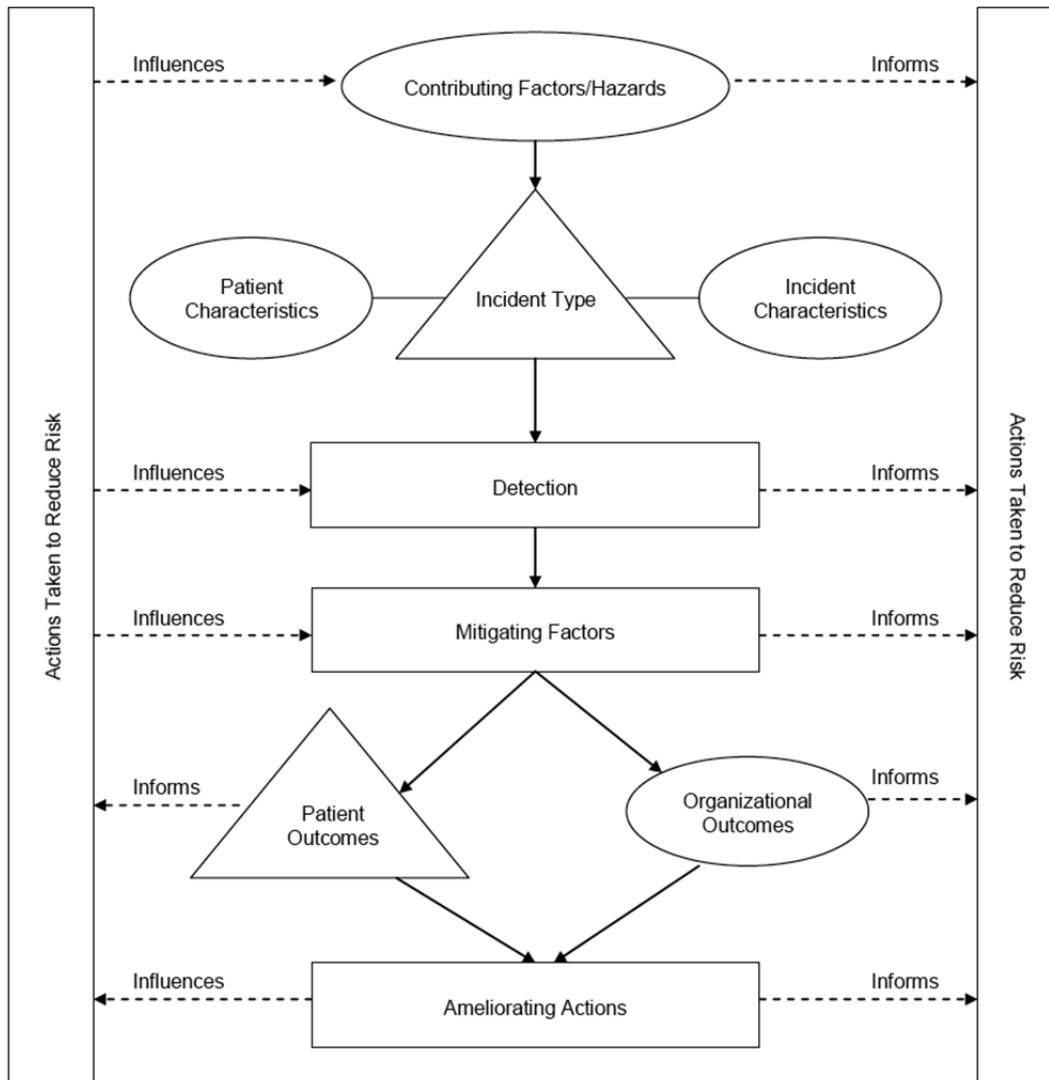 Influences
Contributing Factors/Hazards
Informs
Patient
Characteristics
Incident Type
Incident
Characteristics
Actions Taken to Reduce Risk
Actions Taken to Reduce Risk
Influences
Detection
Informs
Influences
Mitigating Factors
Informs
Informs
Patient
Outcomes
Organizational
Outcomes
Informs
Influences
Ameliorating Actions
Informs